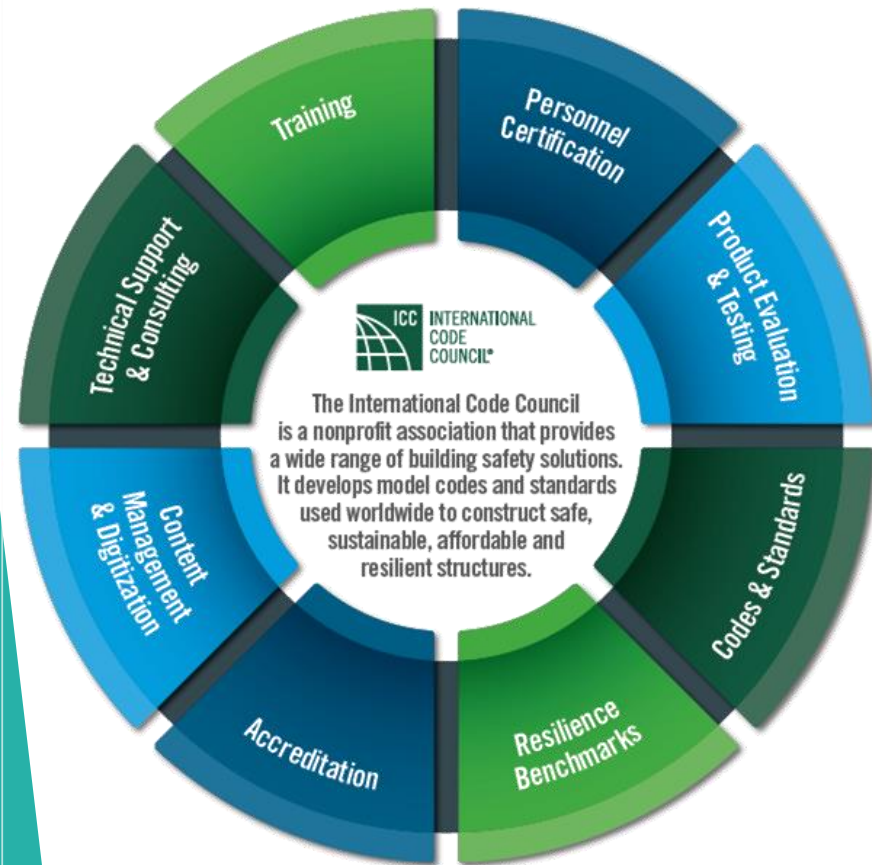 Training
Personnel
Certification
Product Evaluation
& Testing
Codes & Standards
Resilience
Benchmarks
Accreditation
Content
Management
& Digitization
Technical Support
& Consulting
ICC
INTERNATIONAL
CODE
COUNCIL®
The International Code Council
is a nonprofit association that provides
a wide range of building safety solutions.
It develops model codes and standards
used worldwide to construct safe,
sustainable, affordable and
resilient structures.